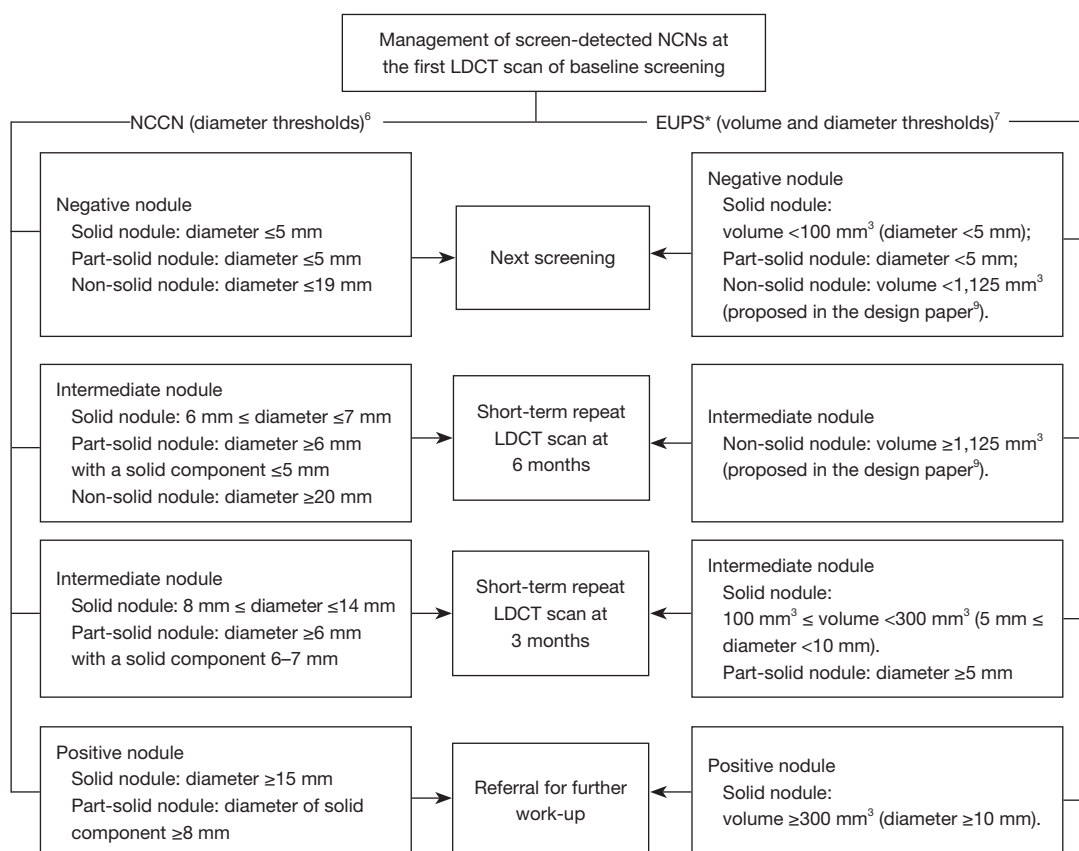 Management of screen-detected NCNs at
the first LDCT scan of baseline screening
NCCN (diameter thresholds)⁶
EUPS* (volume and diameter thresholds)⁷
Negative nodule
Solid nodule: diameter ≤5 mm
Part-solid nodule: diameter ≤5 mm
Non-solid nodule: diameter ≤19 mm
Next screening
Negative nodule
Solid nodule:
volume <100 mm³ (diameter <5 mm);
Part-solid nodule: diameter <5 mm;
Non-solid nodule: volume <1,125 mm³
(proposed in the design paper⁹).
Intermediate nodule
Solid nodule: 6 mm ≤ diameter ≤7 mm
Part-solid nodule: diameter ≥6 mm
with a solid component ≤5 mm
Non-solid nodule: diameter ≥20 mm
Short-term repeat
LDCT scan at
6 months
Intermediate nodule
Non-solid nodule: volume ≥1,125 mm³
(proposed in the design paper⁹).
Intermediate nodule
Solid nodule: 8 mm ≤ diameter ≤14 mm
Part-solid nodule: diameter ≥6 mm
with a solid component 6–7 mm
Short-term repeat
LDCT scan at
3 months
Intermediate nodule
Solid nodule:
100 mm³ ≤ volume <300 mm³ (5 mm ≤
diameter <10 mm).
Part-solid nodule: diameter ≥5 mm
Positive nodule
Solid nodule: diameter ≥15 mm
Part-solid nodule: diameter of solid
component ≥8 mm
Referral for further
work-up
Positive nodule
Solid nodule:
volume ≥300 mm³ (diameter ≥10 mm).